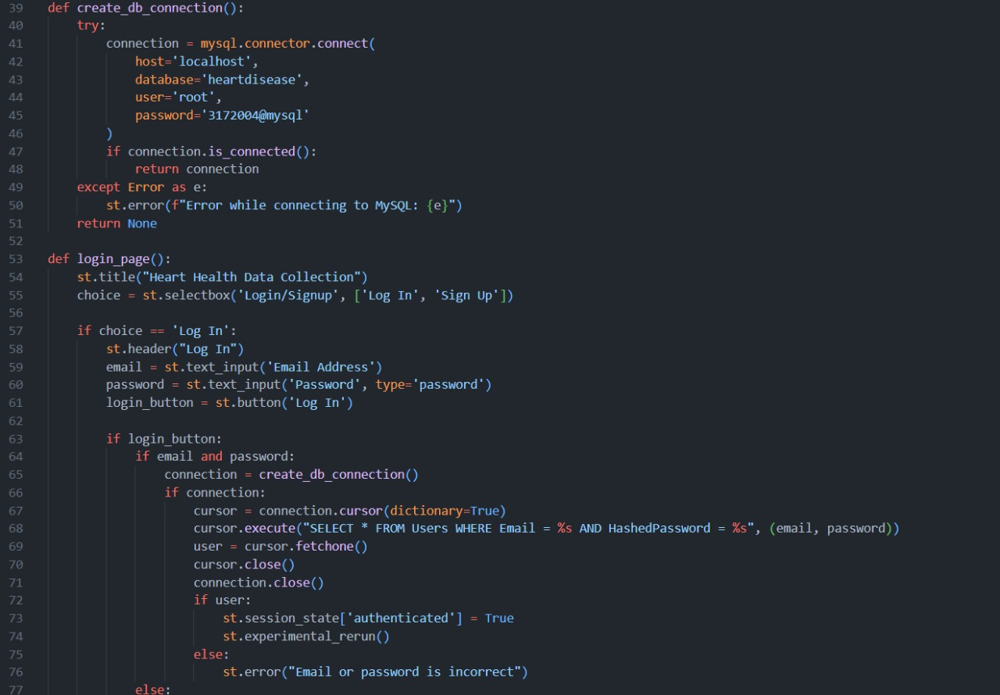 39 def create_db_connection():
40     try:
41         connection = mysql.connector.connect(
42             host='localhost',
43             database='heartdisease',
44             user='root',
45             password='3172004@mysql'
46         )
47         if connection.is_connected():
48             return connection
49     except Error as e:
50         st.error(f"Error while connecting to MySQL: {e}")
51     return None
52
53 def login_page():
54     st.title("Heart Health Data Collection")
55     choice = st.selectbox('Login/Signup', ['Log In', 'Sign Up'])
56
57     if choice == 'Log In':
58         st.header("Log In")
59         email = st.text_input('Email Address')
60         password = st.text_input('Password', type='password')
61         login_button = st.button('Log In')
62
63         if login_button:
64             if email and password:
65                 connection = create_db_connection()
66                 if connection:
67                     cursor = connection.cursor(dictionary=True)
68                     cursor.execute("SELECT * FROM Users WHERE Email = %s AND HashedPassword = %s", (email, password))
69                     user = cursor.fetchone()
70                     cursor.close()
71                     connection.close()
72                     if user:
73                         st.session_state['authenticated'] = True
74                         st.experimental_rerun()
75                     else:
76                         st.error("Email or password is incorrect")
77             else: